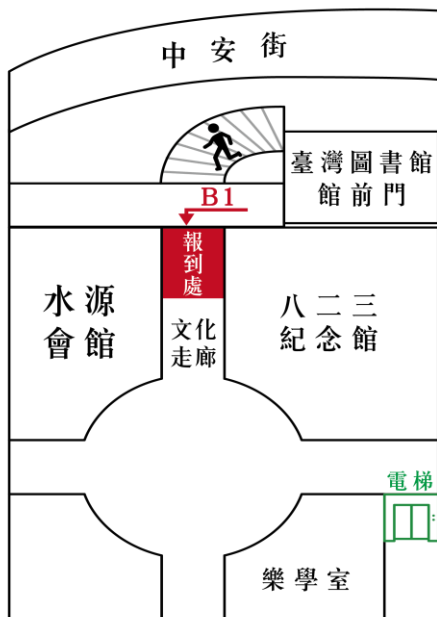 中安街
臺灣圖書館
館前門
B1
報到處
水源
會館
文化
走廊
八二三
紀念館
電梯
樂學室